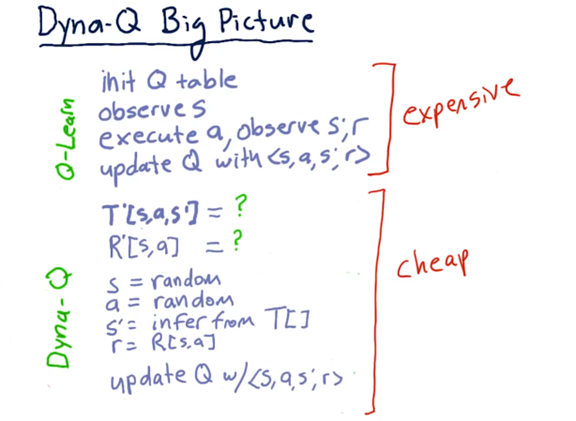 Dyna-Q Big Picture
Q-Learn
init Q table
observe s
execute a, observe s', r
update Q with <s, a, s', r>
expensive
Dyna-Q
T'[s,a,s'] = ?
R'[s,a] = ?
s = random
a = random
s' = infer from T[]
r = R[s,a]
update Q w/<s, a, s', r>
cheap